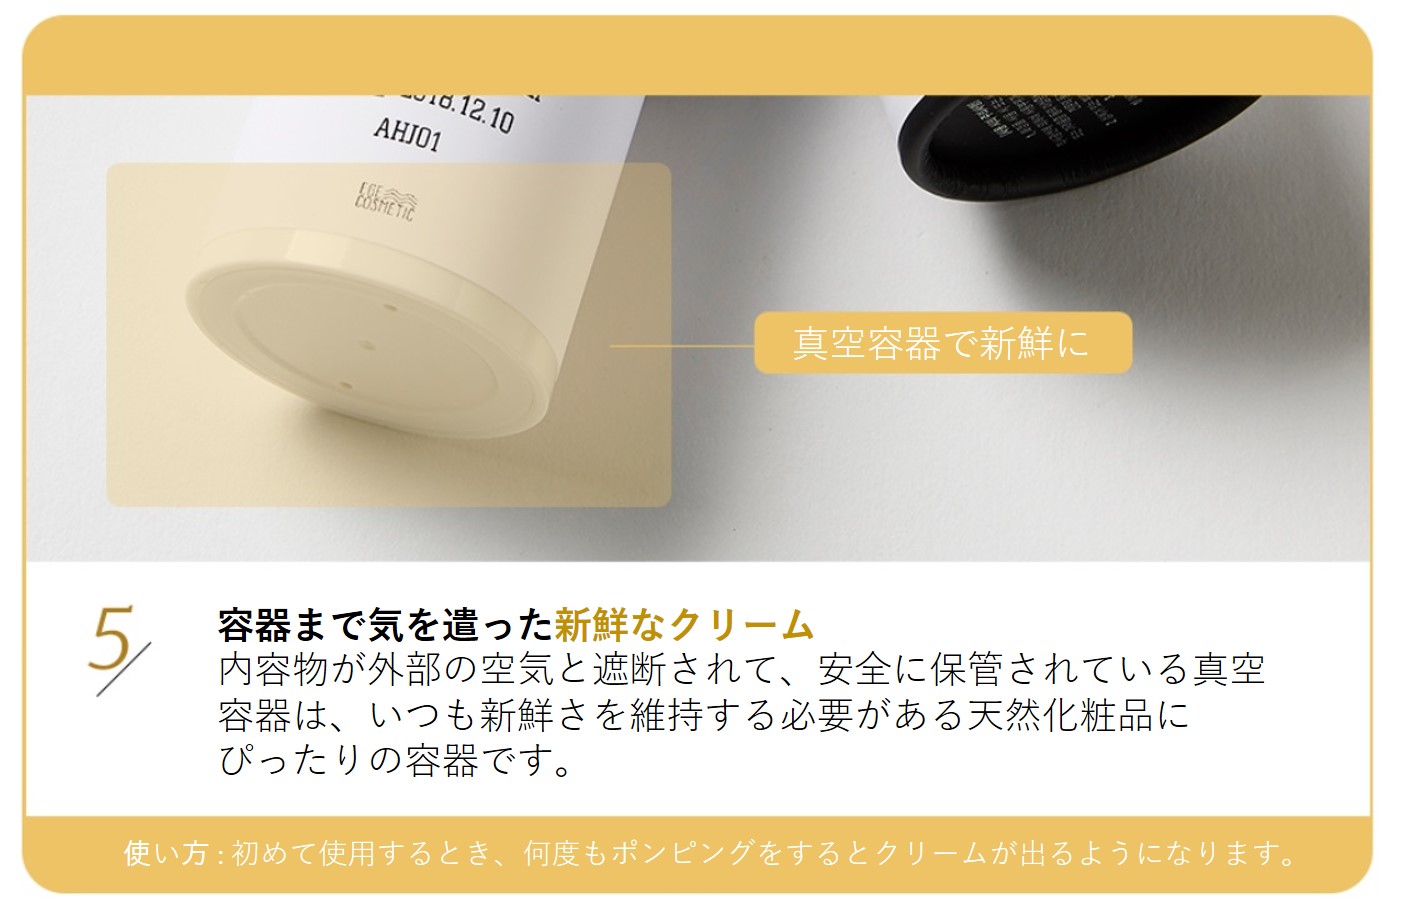 2018.12.10
AHJ01
EGE
COSMETIC
真空容器で新鮮に
5
容器まで気を遣った新鮮なクリーム
内容物が外部の空気と遮断されて、安全に保管されている真空
容器は、いつも新鮮さを維持する必要がある天然化粧品に
ぴったりの容器です。
使い方 : 初めて使用するとき、何度もポンピングをするとクリームが出るようになります。